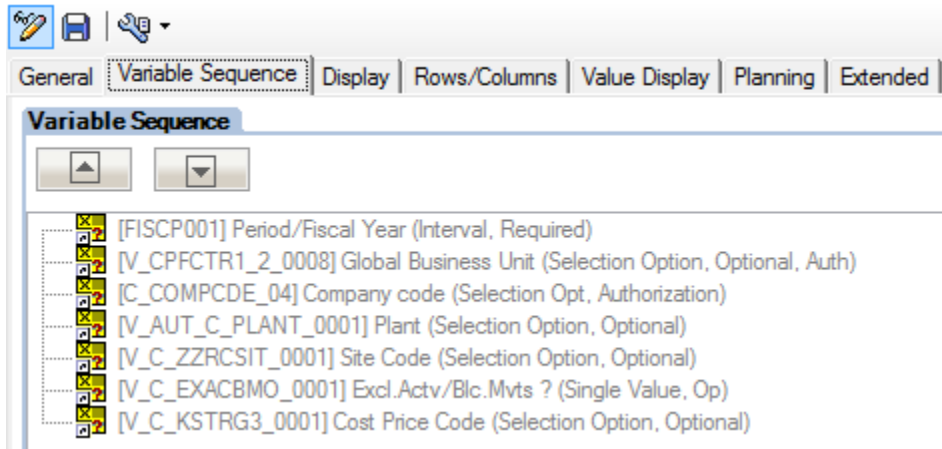 General Variable Sequence Display Rows/Columns Value Display Planning Extended
Variable Sequence
[FISCP001] Period/Fiscal Year (Interval, Required)
[V_CPFCTR1_2_0008] Global Business Unit (Selection Option, Optional, Auth)
[C_COMPCDE_04] Company code (Selection Opt, Authorization)
[V_AUT_C_PLANT_0001] Plant (Selection Option, Optional)
[V_C_ZZRCSIT_0001] Site Code (Selection Option, Optional)
[V_C_EXACBMO_0001] Excl.Actv/Blc.Mvts ? (Single Value, Op)
[V_C_KSTRG3_0001] Cost Price Code (Selection Option, Optional)